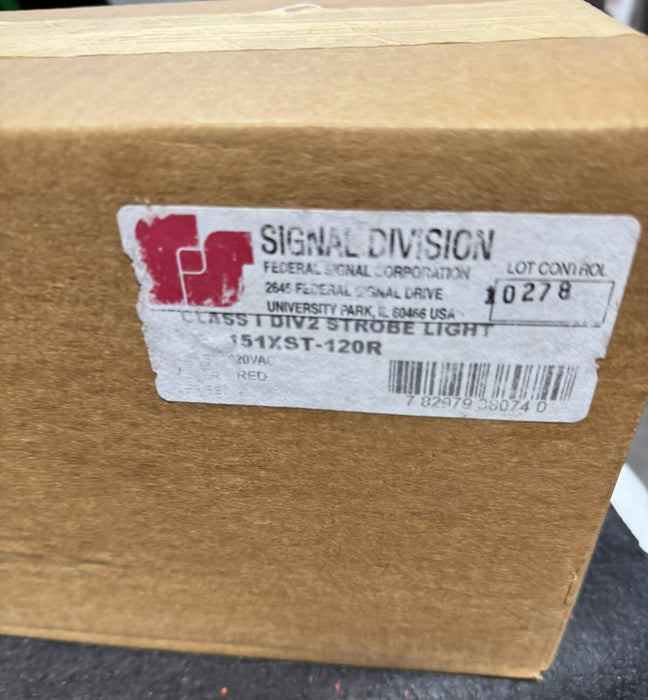 SIGNAL DIVISION
FEDERAL SIGNAL CORPORATION
LOT CONTROL
2645 FEDERAL SIGNAL DRIVE
10278
UNIVERSITY PARK, IL 60466 USA
CLASS I DIV2 STROBE LIGHT
151XST-120R
120VAC
RED
7 82979 38074 0